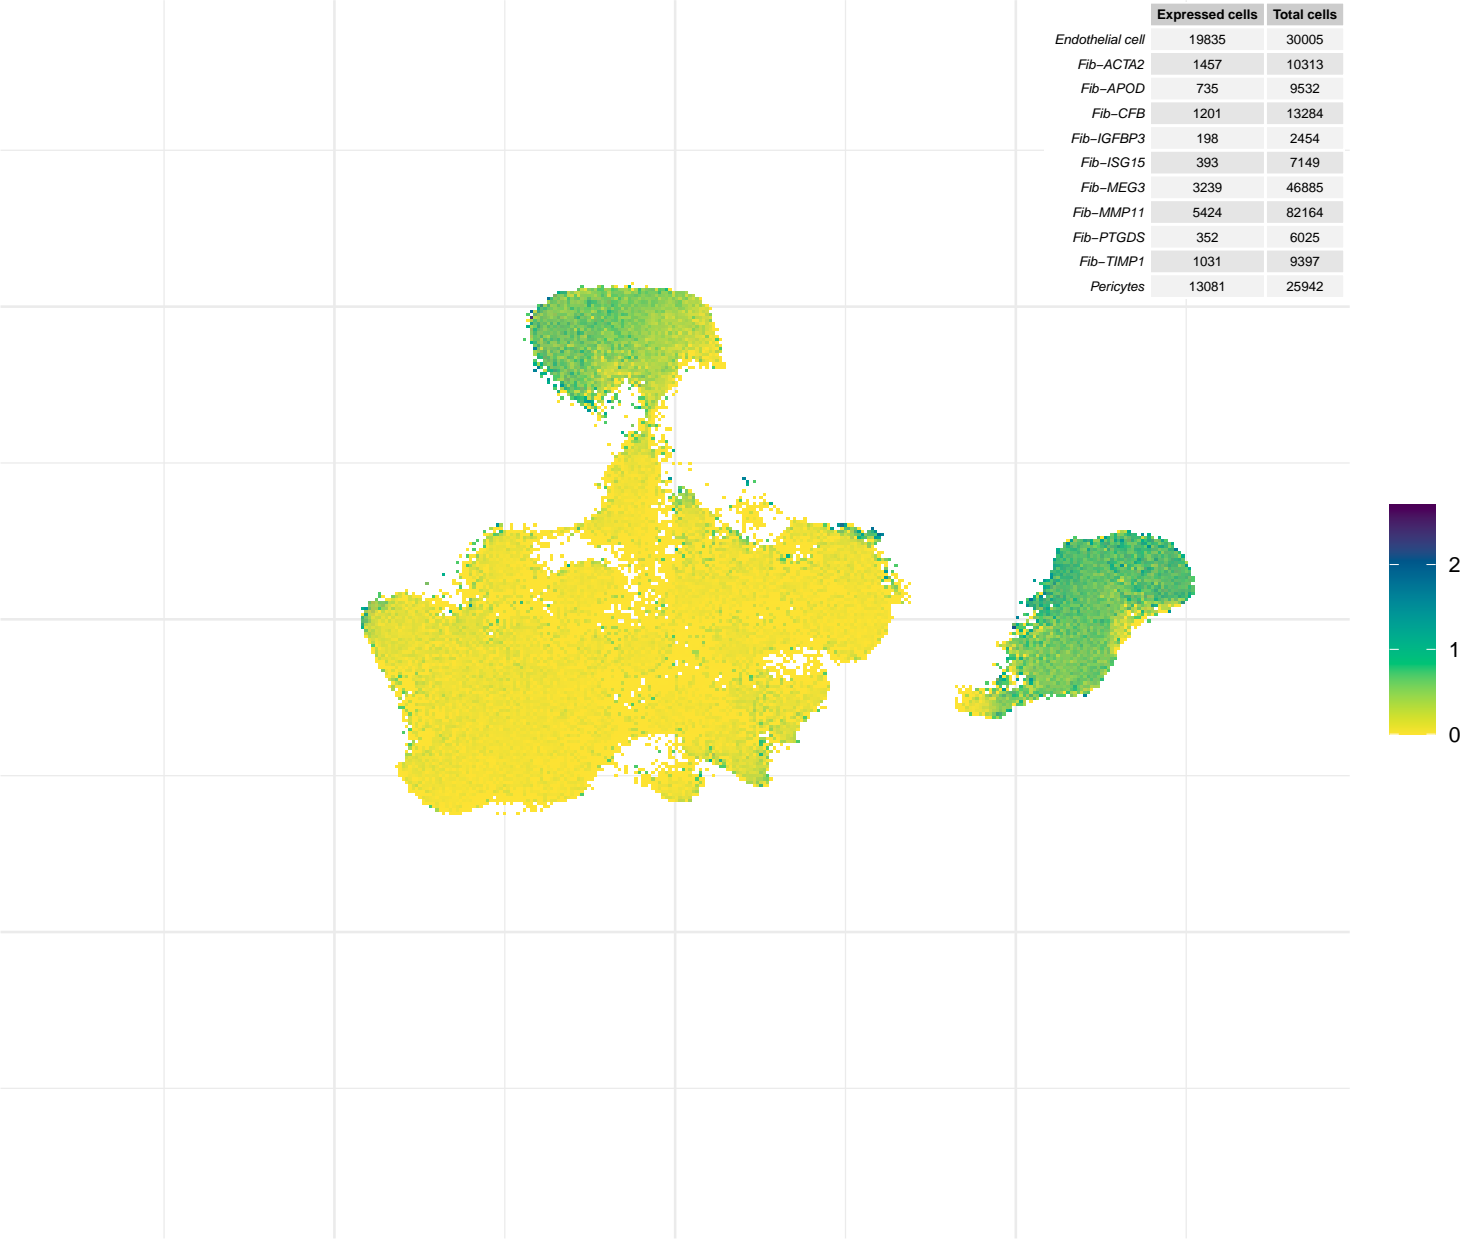 Expressed cells Total cells
Endothelial cell 19835 30005
Fib−ACTA2 1457 10313
Fib−APOD 735 9532
Fib−CFB 1201 13284
Fib−IGFBP3 198 2454
Fib−ISG15 393 7149
Fib−MEG3 3239 46885
Fib−MMP11 5424 82164
Fib−PTGDS 352 6025
Fib−TIMP1 1031 9397
Pericytes 13081 25942
2
1
0